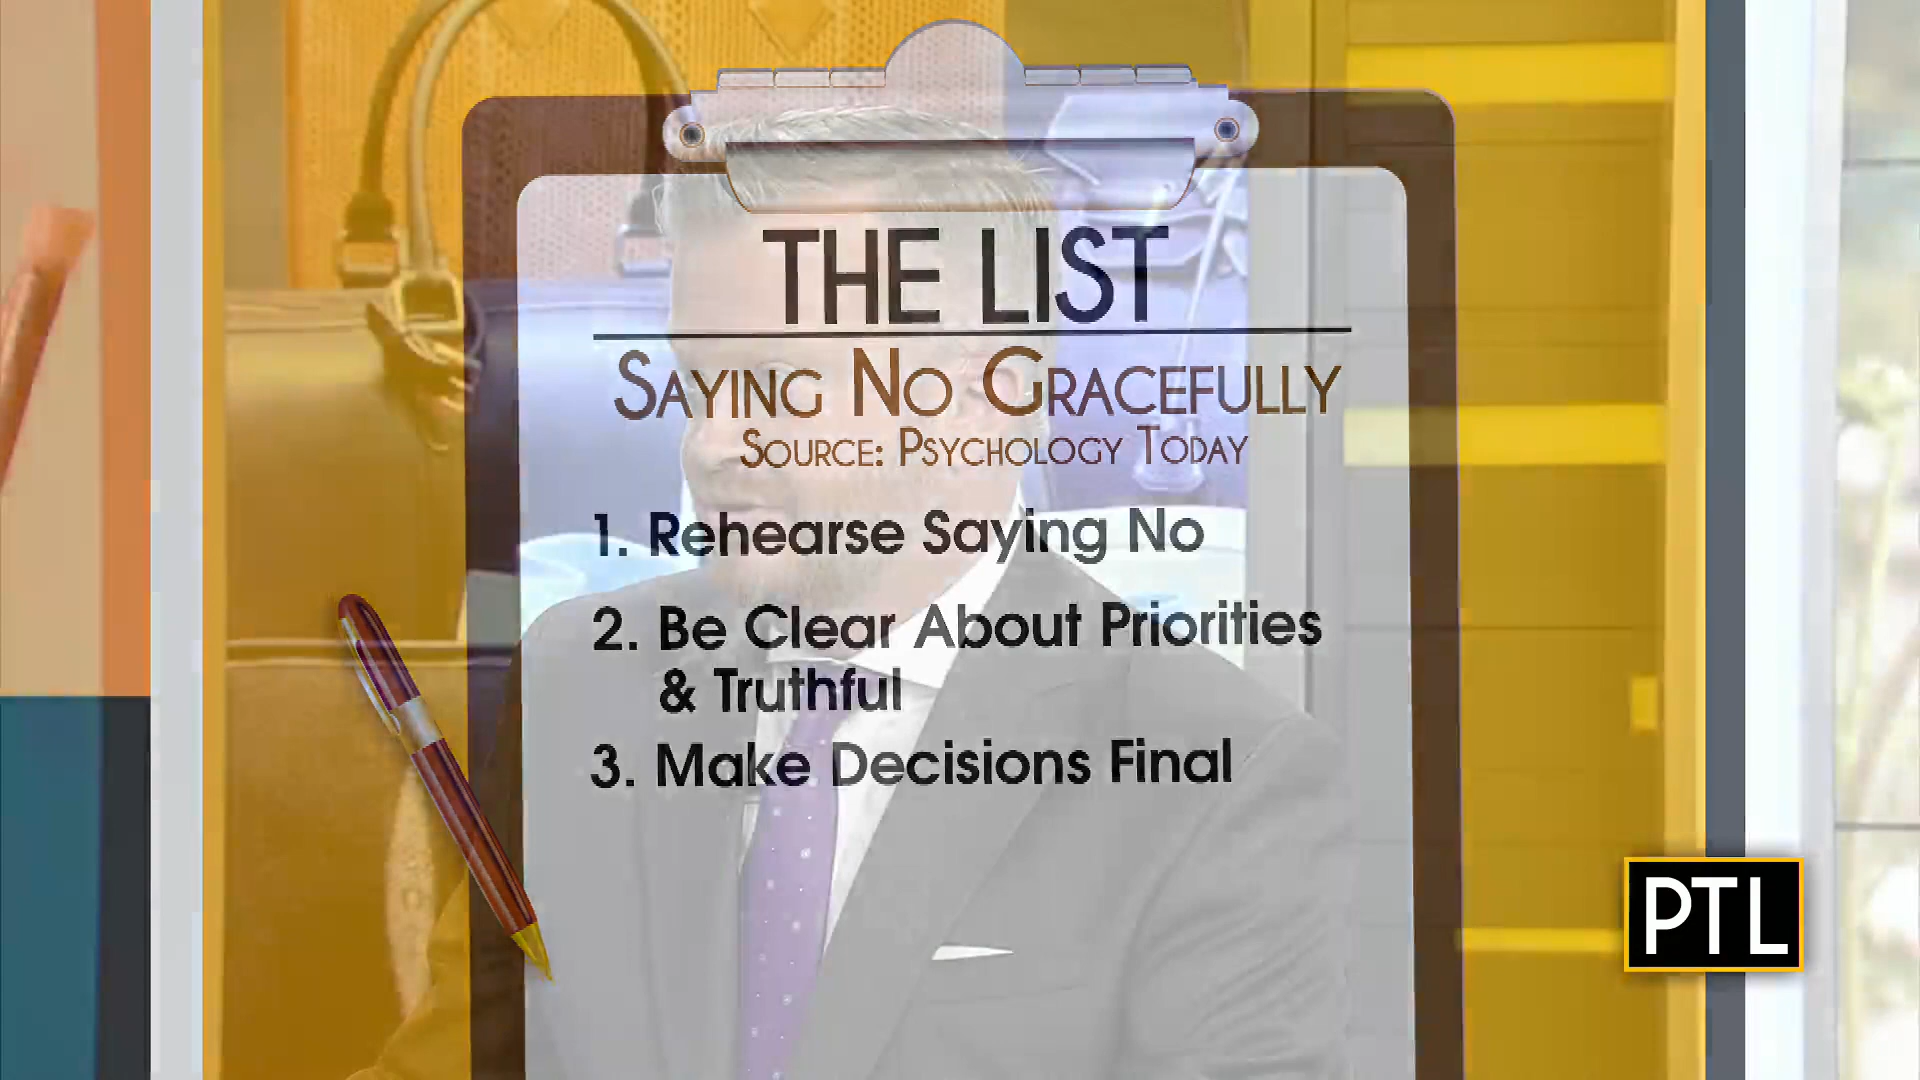 THE LIST
SAYING NO GRACEFULLY
SOURCE: PSYCHOLOGY TODAY
1. Rehearse Saying No
2. Be Clear About Priorities
& Truthful
3. Make Decisions Final
PTL